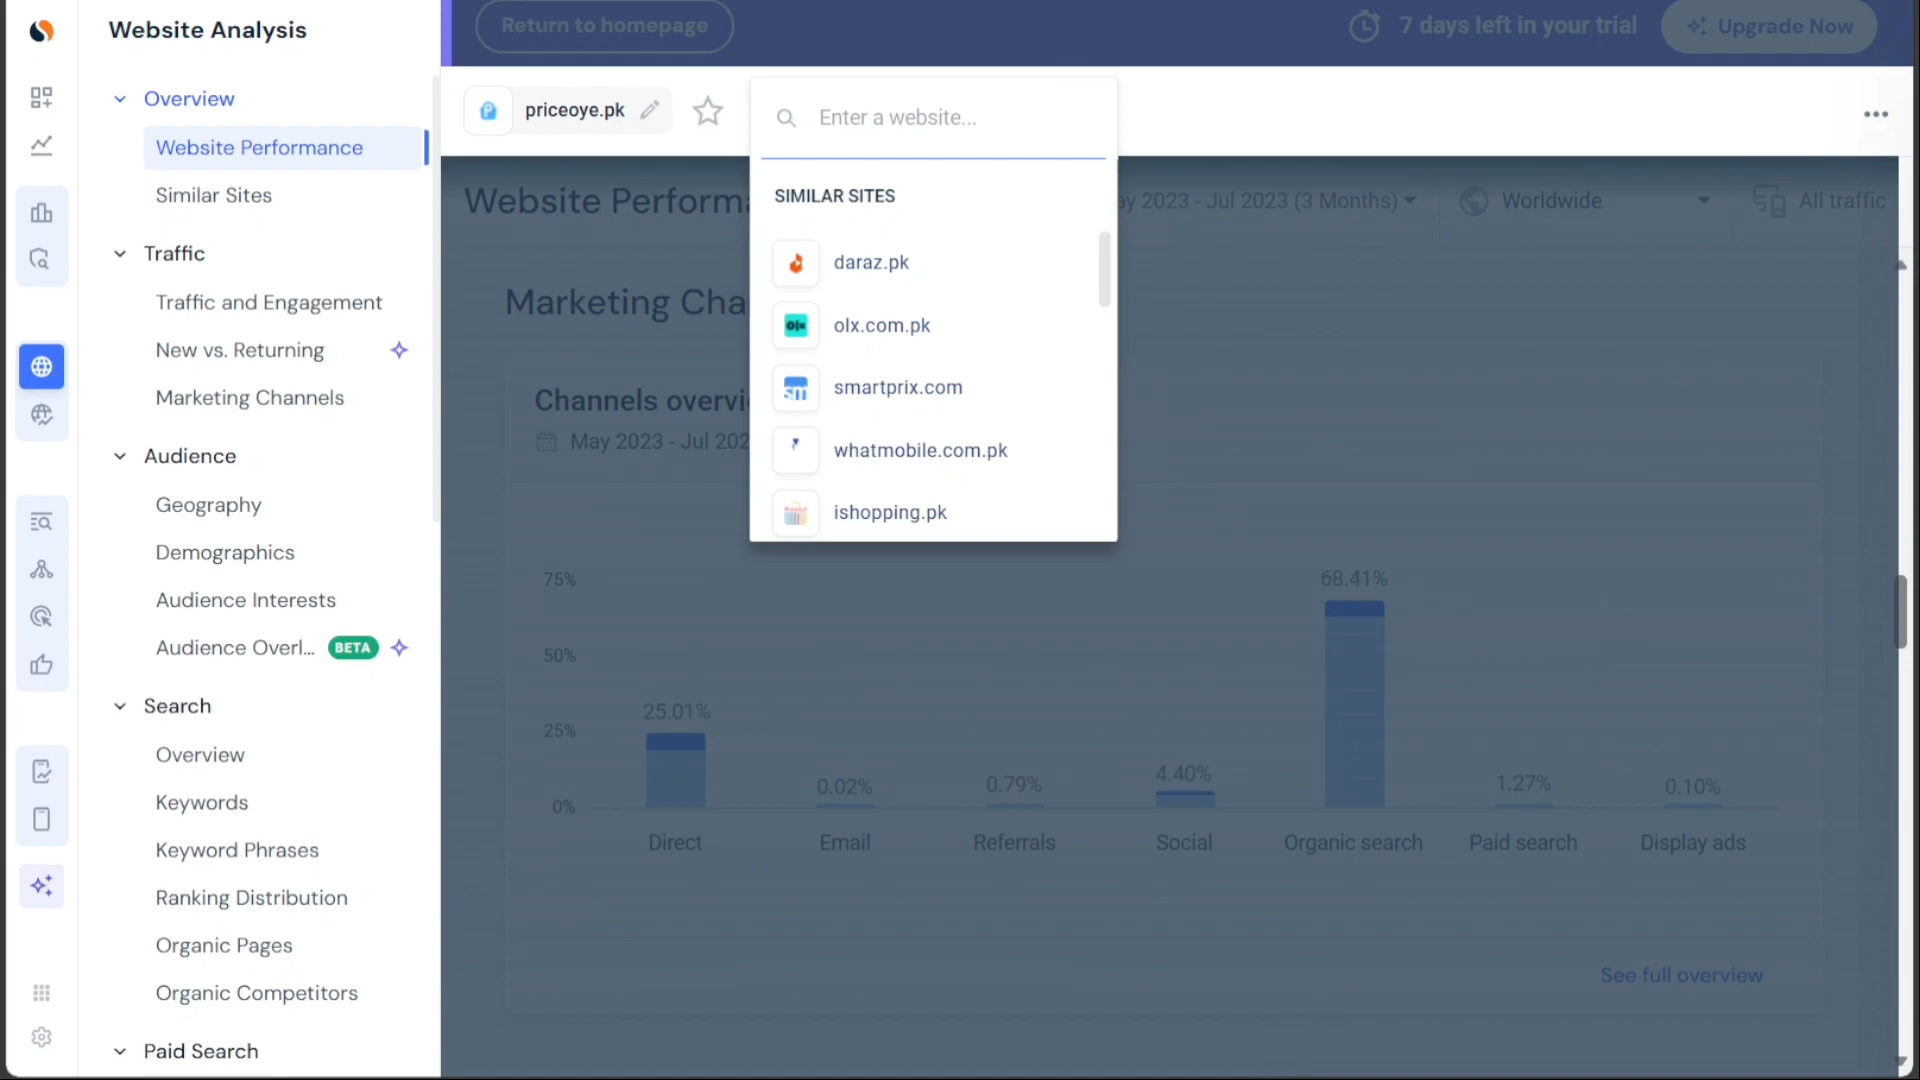 Website Analysis
Overview
Website Performance
Similar Sites
Traffic
Traffic and Engagement
New vs. Returning
Marketing Channels
Audience
Geography
Demographics
Audience Interests
Audience Overl... BETA
Search
Overview
Keywords
Keyword Phrases
Ranking Distribution
Organic Pages
Organic Competitors
Paid Search
Return to homepage
7 days left in your trial
Upgrade Now
priceoye.pk
Enter a website...
SIMILAR SITES
daraz.pk
olx
olx.com.pk
sm
smartprix.com
whatmobile.com.pk
ishopping.pk
Website Performa
ay 2023 - Jul 2023 (3 Months)
Worldwide
All traffic
Marketing Cha
Channels overvi
May 2023 - Jul 202
75%
50%
25%
0%
25.01%
0.02%
0.79%
4.40%
68.41%
1.27%
0.10%
Direct
Email
Referrals
Social
Organic search
Paid search
Display ads
See full overview